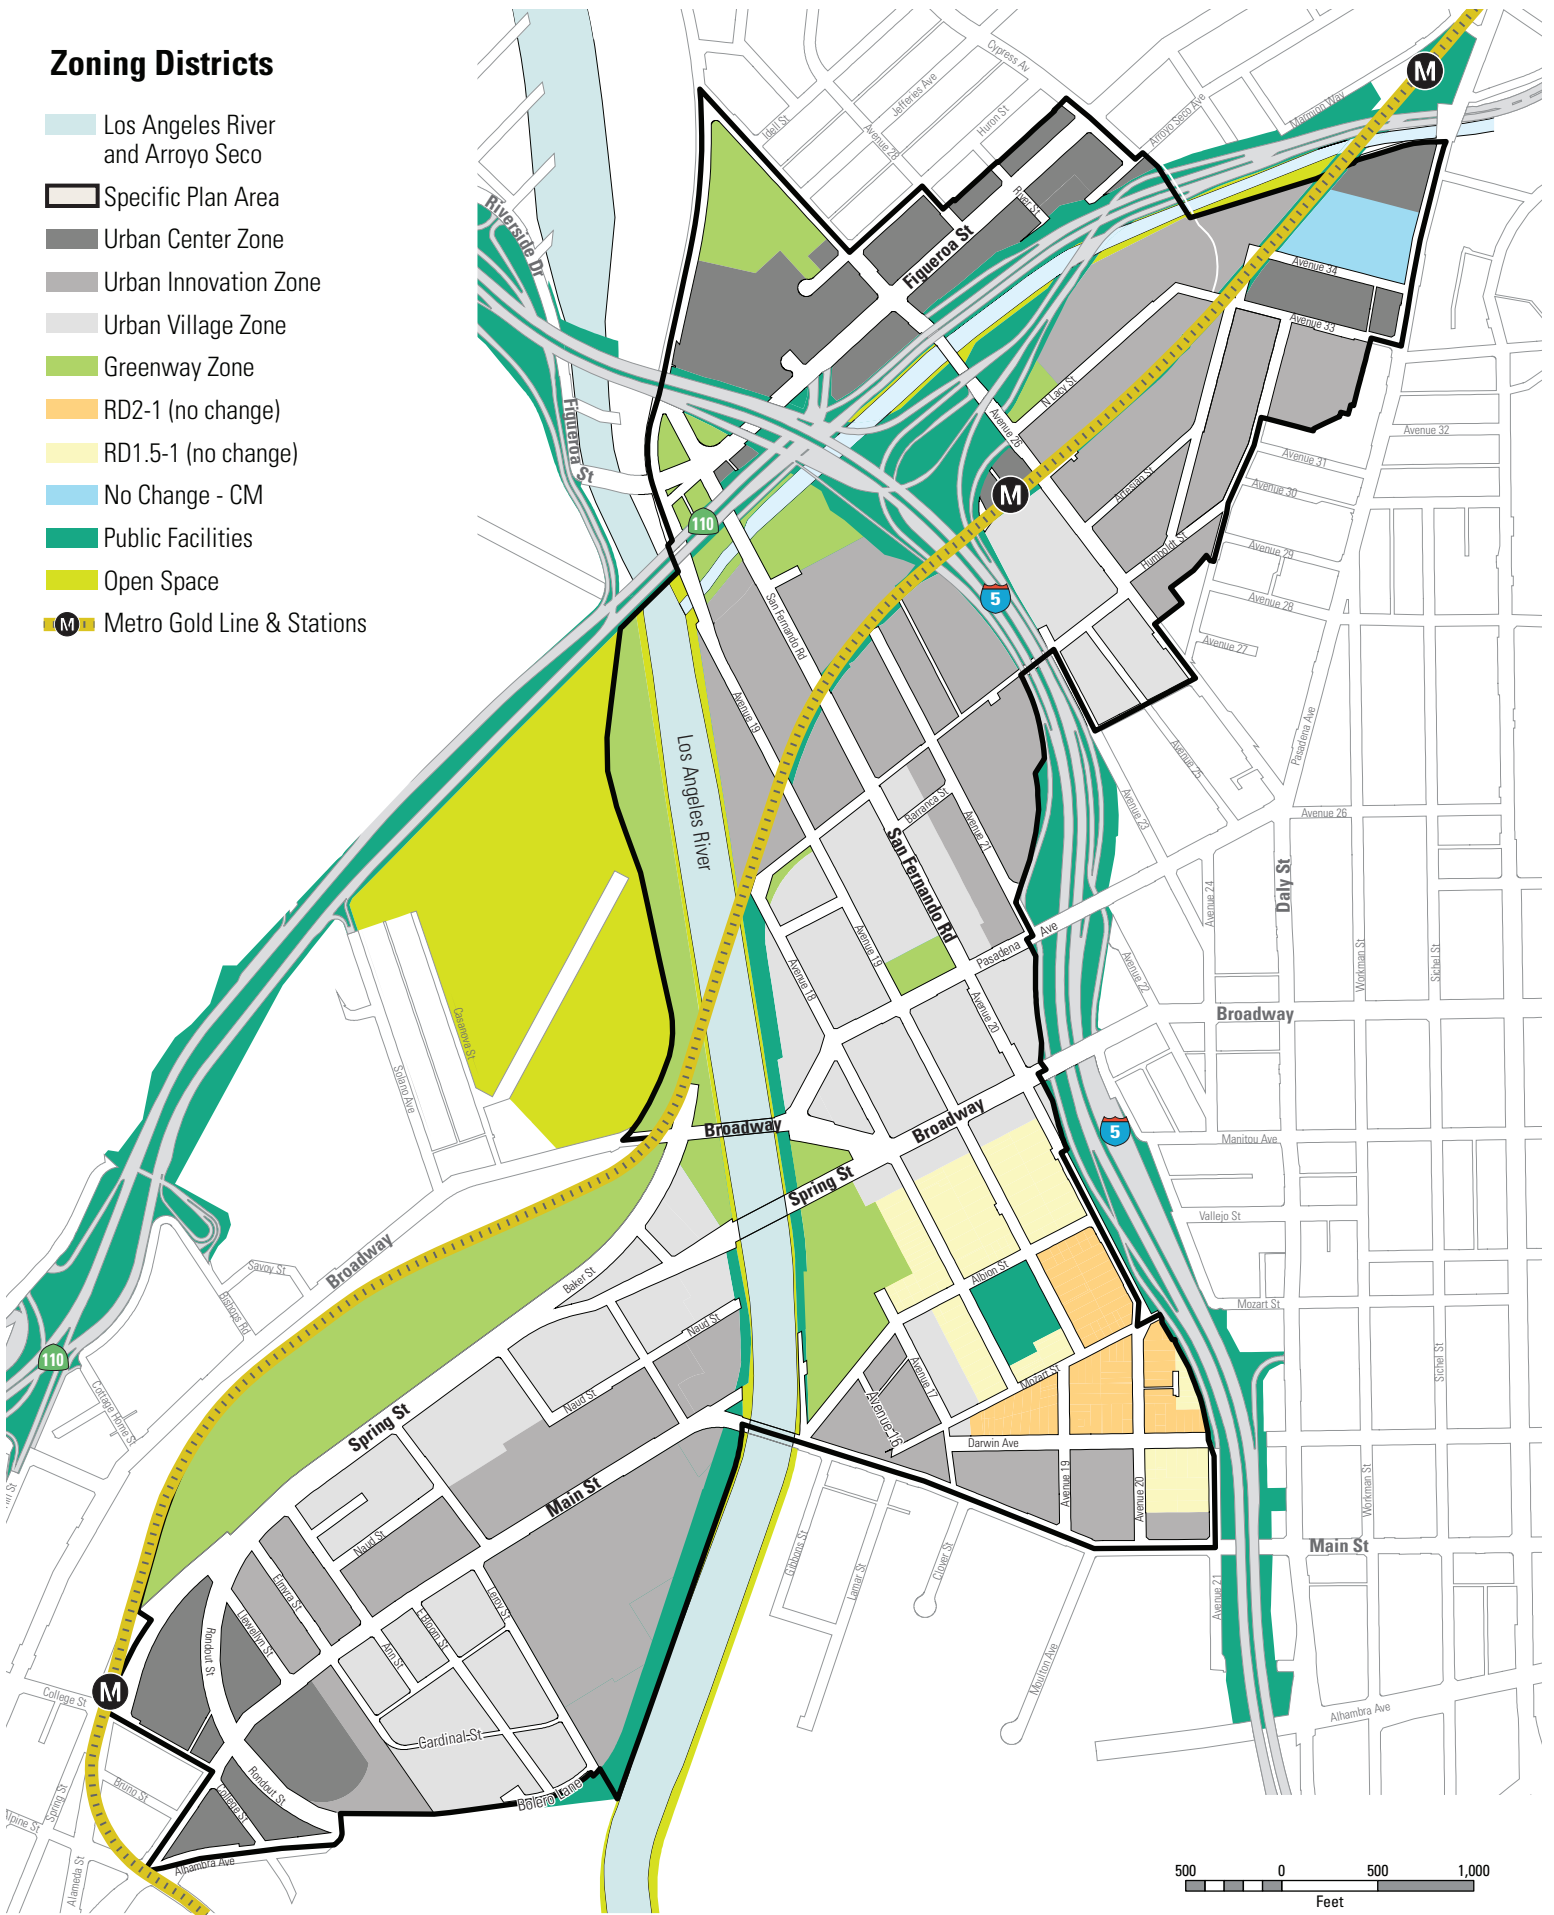 Zoning Districts
Los Angeles River
and Arroyo Seco
Specific Plan Area
Urban Center Zone
Urban Innovation Zone
Urban Village Zone
Greenway Zone
RD2-1 (no change)
RD1.5-1 (no change)
No Change - CM
Public Facilities
Open Space
M Metro Gold Line & Stations
Cypress Av
Jefferies Ave
Idell St
Avenue 28
Huron St
Arroyo Seco Ave
Marmion Way
M
Riverside Dr
River St
Figueroa St
Avenue 34
Avenue 33
Figueroa St
N Lacy St
Avenue 26
Avenue 32
Avenue 31
Avenue 30
Artesian St
M
110
Humboldt St
Avenue 29
5
Avenue 28
San Fernando Rd
Avenue 27
Avenue 19
Los Angeles River
Pasadena Ave
Avenue 25
Barranca St
Avenue 21
Avenue 23
Avenue 26
San Fernando Rd
Daly St
Avenue 24
Pasadena Ave
Avenue 19
Avenue 18
Avenue 22
Workman St
Sichel St
Avenue 20
Casanova St
Solano Ave
Broadway
Broadway
Broadway
5
Manitou Ave
Spring St
Vallejo St
Broadway
Savoy St
Bishops Rd
Baker St
Albion St
Mozart St
Naud St
110
Cottage Home St
Avenue 17
Mozart St
Sichel St
Naud St
Avenue 16
Spring St
Darwin Ave
Avenue 19
Avenue 20
Workman St
Main St
Main St
Naud St
Gibbons St
Lamar St
Clover St
Elmyra St
Llewellyn St
Leroy St
E Bloom St
Ann St
Rondout St
Avenue 21
Moulton Ave
M
College St
Cardinal St
Alhambra Ave
Rondout St
College St
Bruno St
Spring St
Bolero Lane
Alpine St
Alameda St
Alhambra Ave
500 0 500 1,000
Feet